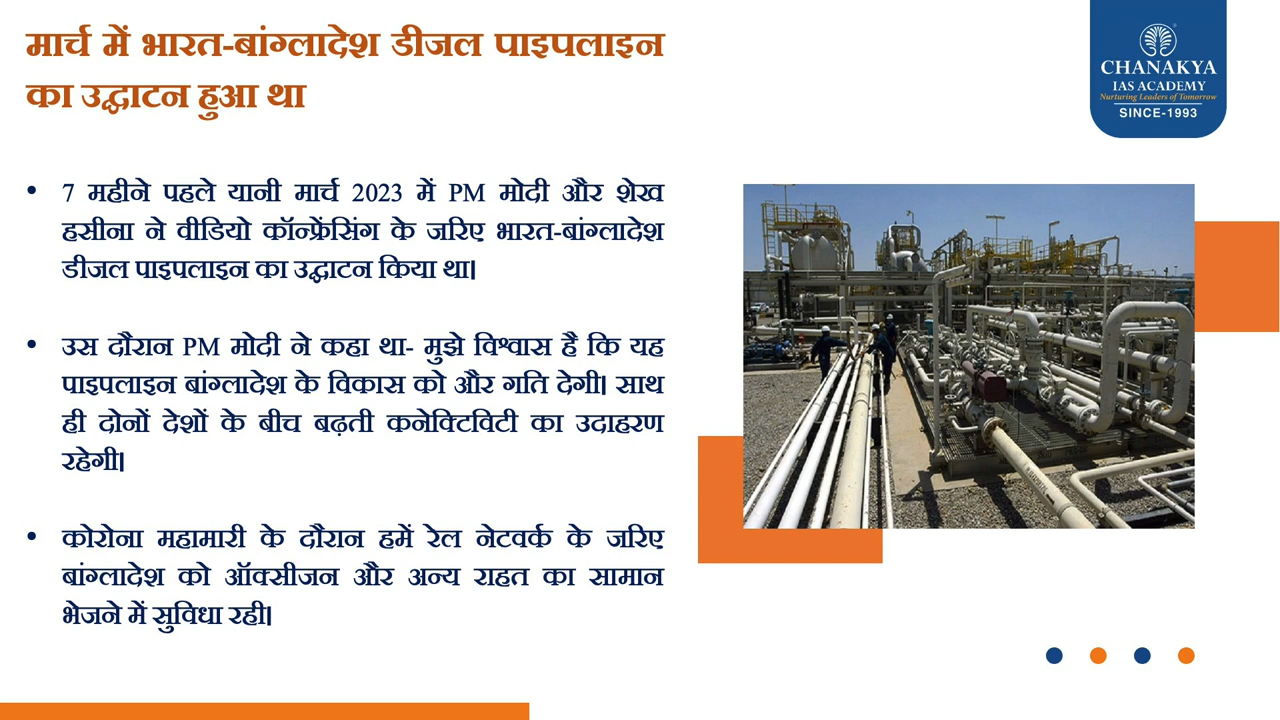 मार्च में भारत-बांग्लादेश डीजल पाइपलाइन
का उद्घाटन हुआ था
CHANAKYA
IAS ACADEMY
Nurturing Leaders of Tomorrow
SINCE-1993
• 7 महीने पहले यानी मार्च 2023 में PM मोदी और शेख
हसीना ने वीडियो कॉन्फ्रेंसिंग के जरिए भारत-बांग्लादेश
डीजल पाइपलाइन का उद्घाटन किया था।
• उस दौरान PM मोदी ने कहा था- मुझे विश्वास है कि यह
पाइपलाइन बांग्लादेश के विकास को और गति देगी। साथ
ही दोनों देशों के बीच बढ़ती कनेक्टिविटी का उदाहरण
रहेगी।
• कोरोना महामारी के दौरान हमें रेल नेटवर्क के जरिए
बांग्लादेश को ऑक्सीजन और अन्य राहत का सामान
भेजने में सुविधा रही।